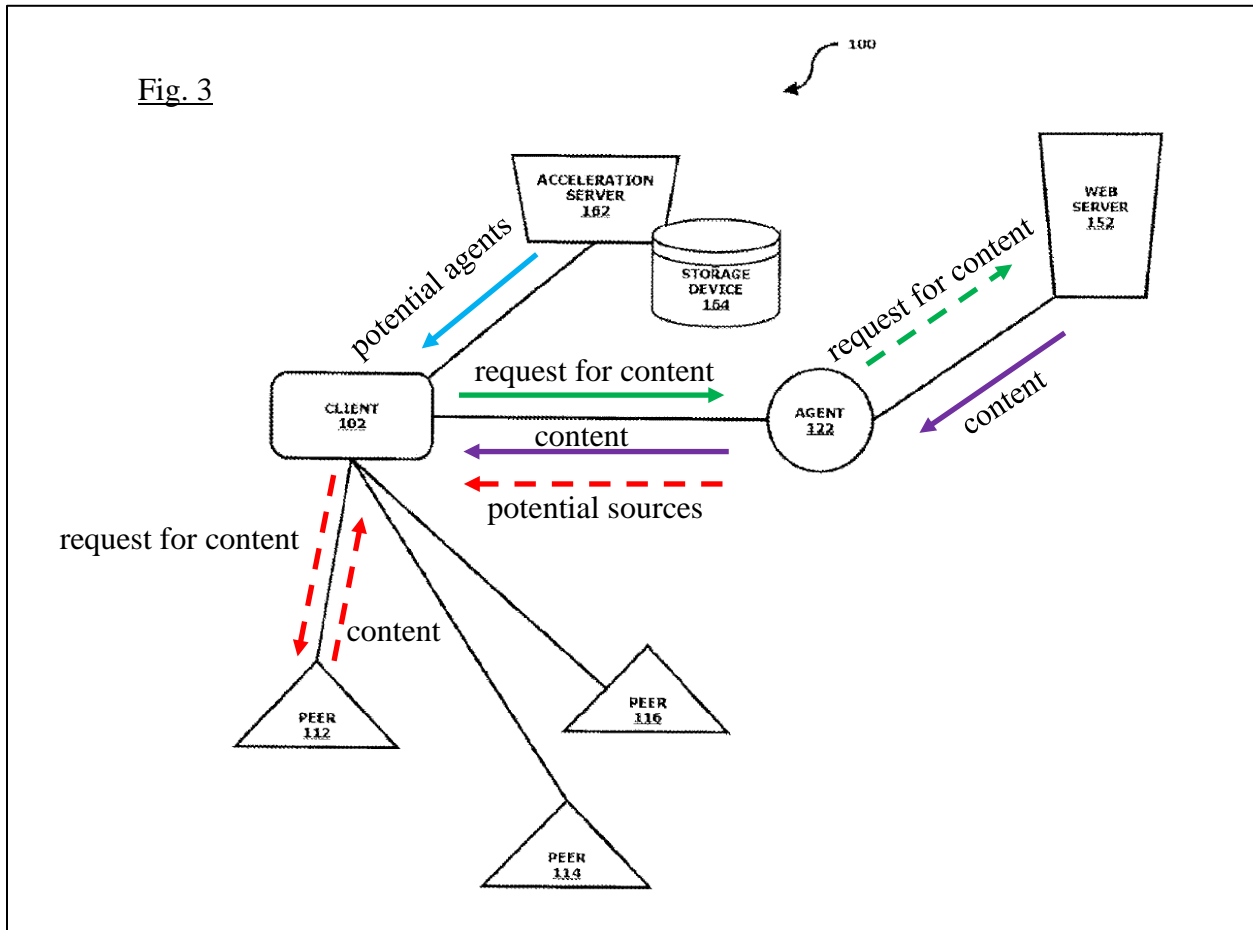 100
Fig. 3
ACCELERATION
SERVER
162
WEB
SERVER
152
potential agents
STORAGE
DEVICE
164
request for content
request for content
content
CLIENT
102
AGENT
122
content
potential sources
request for content
content
PEER
112
PEER
116
PEER
114